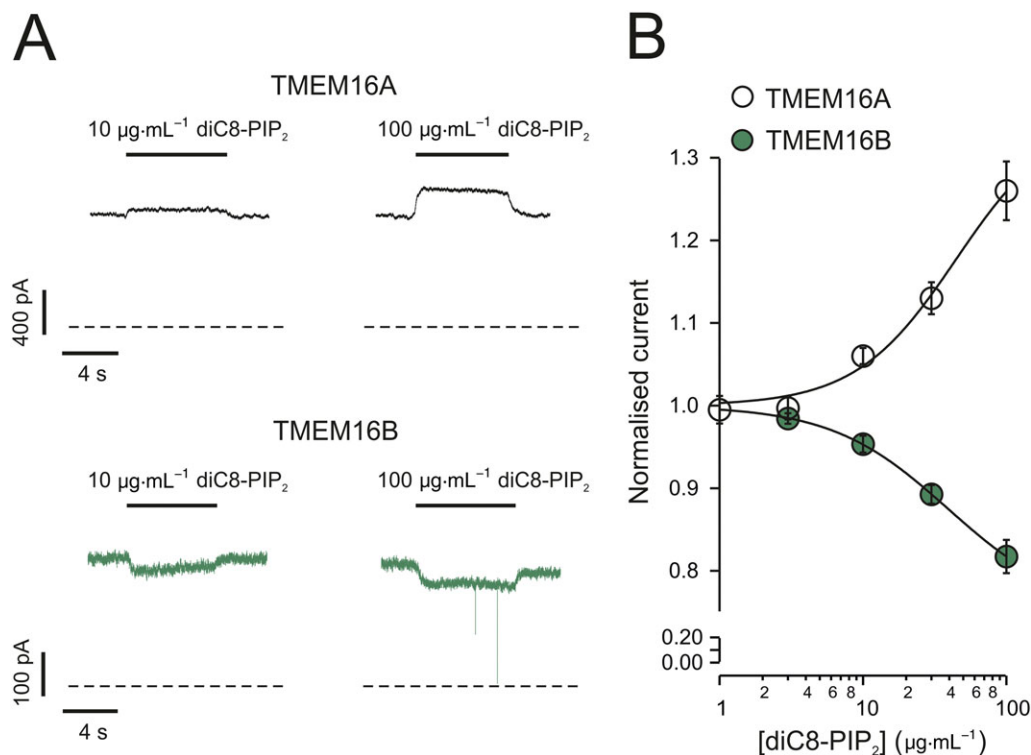 A
TMEM16A
10 µg·mL⁻¹ diC8-PIP₂
100 µg·mL⁻¹ diC8-PIP₂
400 pA
4 s
TMEM16B
10 µg·mL⁻¹ diC8-PIP₂
100 µg·mL⁻¹ diC8-PIP₂
100 pA
4 s
B
TMEM16A
TMEM16B
Normalised current
1.3
1.2
1.1
1.0
0.9
0.8
0.20
0.00
2 4 6 8 2 4 6 8
1 10 100
[diC8-PIP₂] (µg·mL⁻¹)